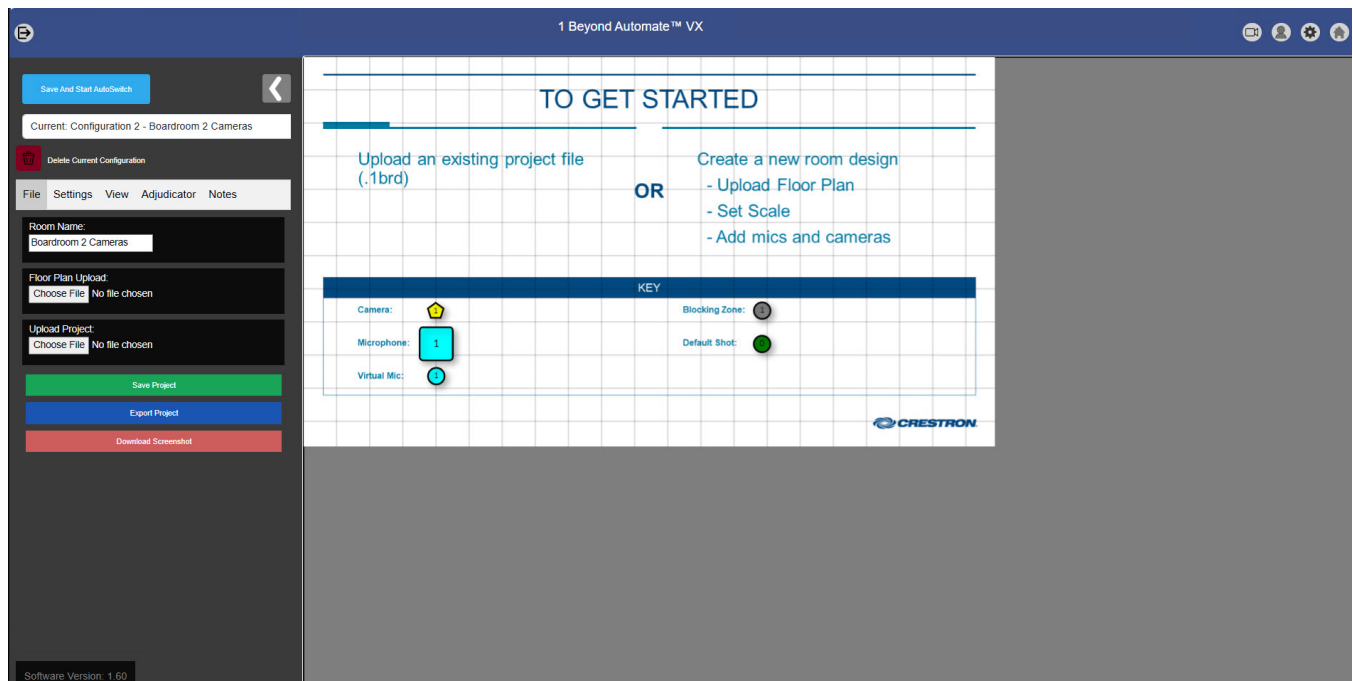 1 Beyond Automate™ VX
Save And Start AutoSwitch
Current: Configuration 2 - Boardroom 2 Cameras
Delete Current Configuration
File Settings View Adjudicator Notes
Room Name:
Boardroom 2 Cameras
Floor Plan Upload:
Choose File No file chosen
Upload Project:
Choose File No file chosen
Save Project
Export Project
Download Screenshot
Software Version: 1.60
TO GET STARTED
Upload an existing project file
(.1brd)
OR
Create a new room design
- Upload Floor Plan
- Set Scale
- Add mics and cameras
KEY
Camera: 1
Microphone: 1
Virtual Mic: 1
Blocking Zone: 1
Default Shot: 0
CRESTRON